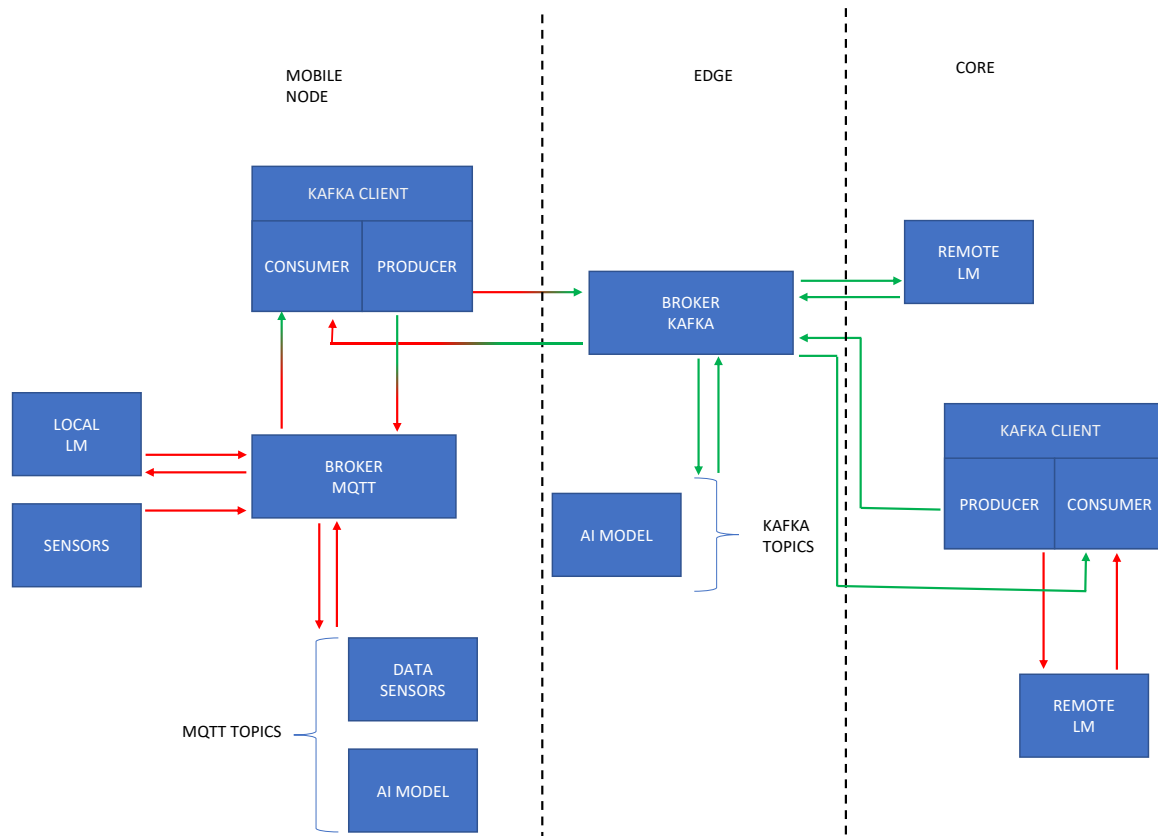 MOBILE
NODE
EDGE
CORE
KAFKA CLIENT
CONSUMER
PRODUCER
BROKER
KAFKA
REMOTE
LM
LOCAL
LM
BROKER
MQTT
SENSORS
AI MODEL
KAFKA
TOPICS
KAFKA CLIENT
PRODUCER
CONSUMER
DATA
SENSORS
MQTT TOPICS
AI MODEL
REMOTE
LM